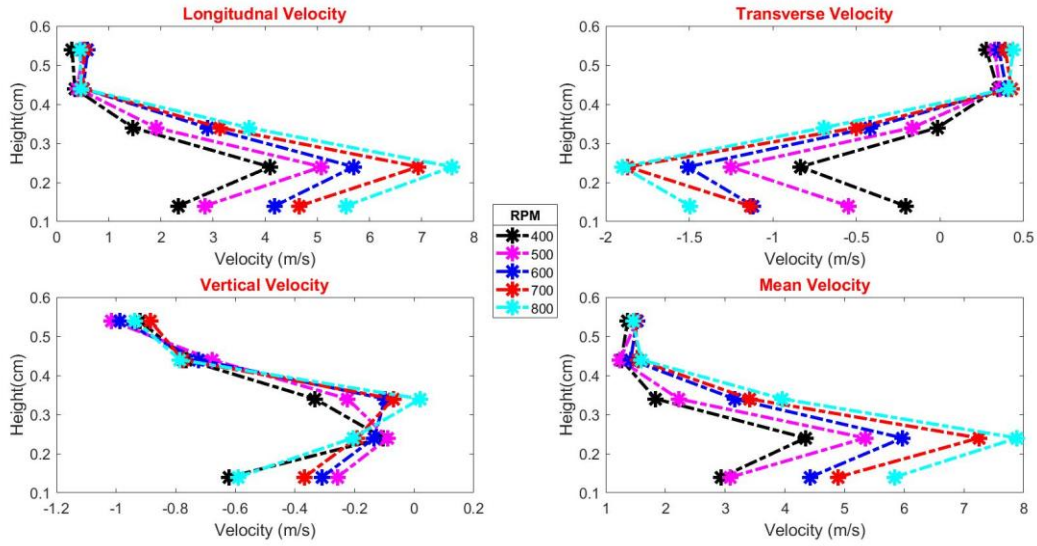 Longitudnal Velocity
0.6
0.5
0.4
0.3
0.2
0.1
Height(cm)
0 1 2 3 4 5 6 7 8
Velocity (m/s)
Transverse Velocity
0.6
0.5
0.4
0.3
0.2
0.1
Height(cm)
-2 -1.5 -1 -0.5 0 0.5
Velocity (m/s)
RPM
400
500
600
700
800
Vertical Velocity
0.6
0.5
0.4
0.3
0.2
0.1
Height(cm)
-1.2 -1 -0.8 -0.6 -0.4 -0.2 0 0.2
Velocity (m/s)
Mean Velocity
0.6
0.5
0.4
0.3
0.2
0.1
Height(cm)
1 2 3 4 5 6 7 8
Velocity (m/s)